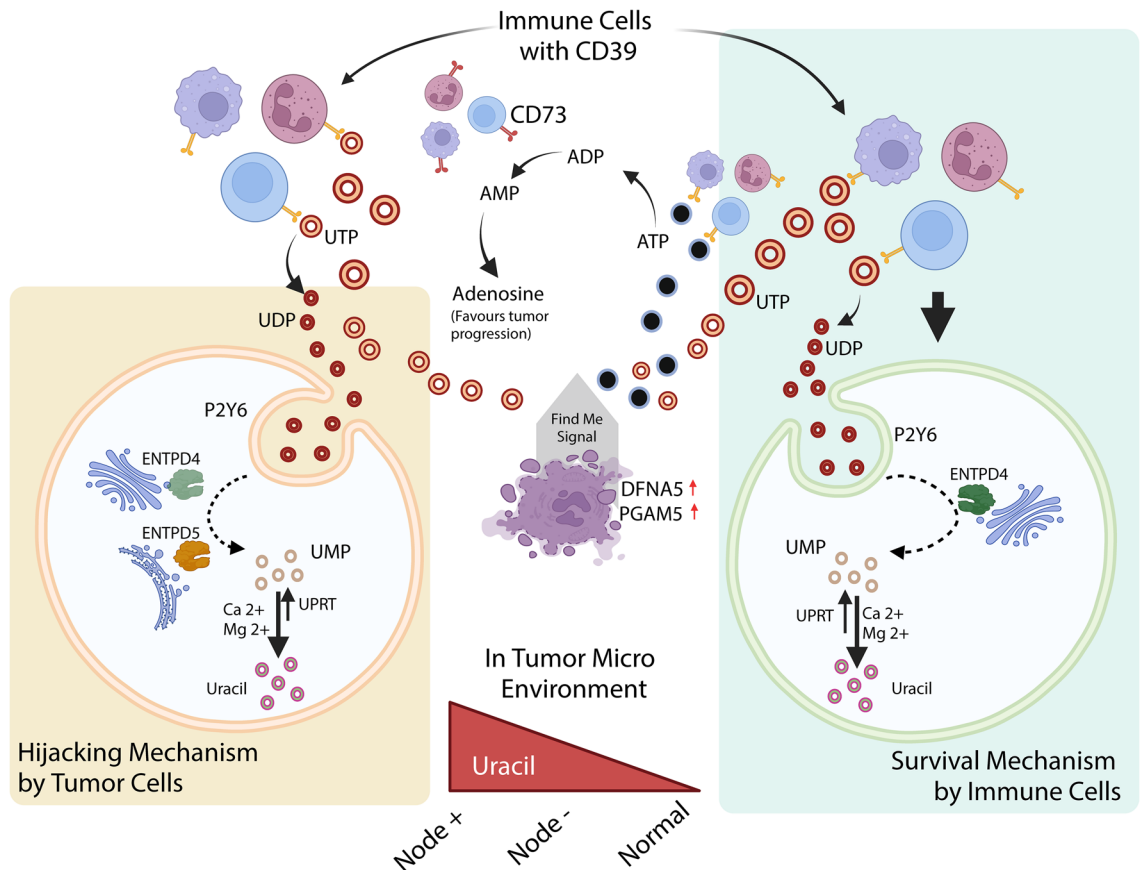 Immune Cells
with CD39
CD73
ADP
AMP
ATP
UTP
UTP
Adenosine
(Favours tumor
progression)
UDP
UDP
P2Y6
P2Y6
Find Me
Signal
DFNA5
PGAM5
ENTPD4
ENTPD5
ENTPD4
UMP
UMP
Ca 2+
Mg 2+
UPRT
UPRT
Ca 2+
Mg 2+
Uracil
Uracil
In Tumor Micro
Environment
Uracil
Node +
Node -
Normal
Hijacking Mechanism
by Tumor Cells
Survival Mechanism
by Immune Cells